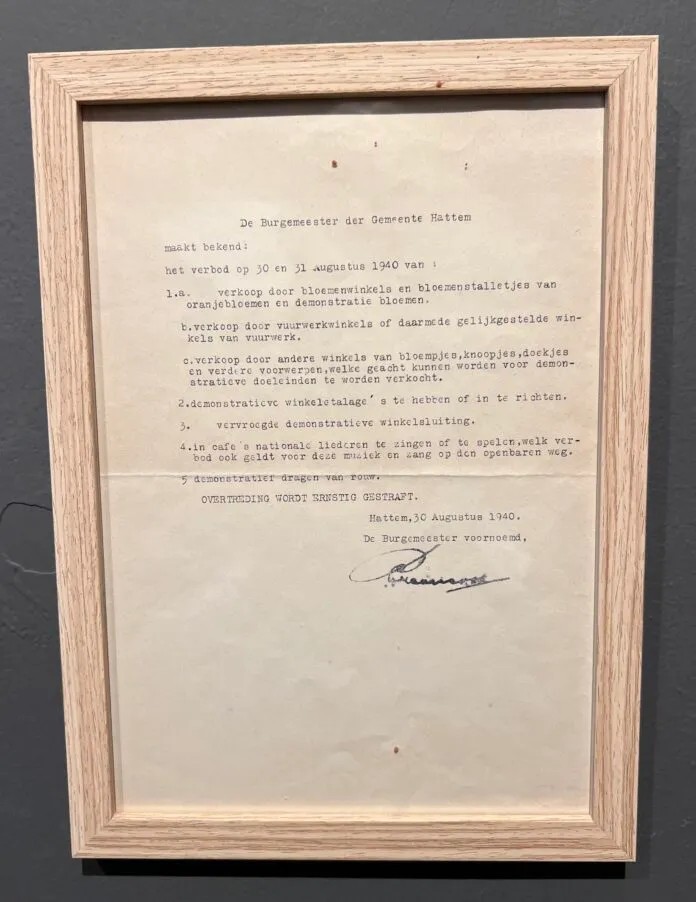 De Burgemeester der Gemeente Hattem
maakt bekend:
het verbod op 30 en 31 Augustus 1940 van :
1.a. verkoop door bloemenwinkels en bloemenstalletjes van
oranjebloemen en demonstratie bloemen.
b.verkoop door vuurwerkwinkels of daarmede gelijkgestelde win-
kels van vuurwerk.
c.verkoop door andere winkels van bloempjes,knoopjes,doekjes
en verdere voorwerpen,welke geacht kunnen worden voor demon-
stratieve doeleinden te worden verkocht.
2.demonstratieve winkeletalage´s te hebben of in te richten.
3. vervroegde demonstratieve winkelsluiting.
4.in cafe´s nationale liederen te zingen of te spelen,welk ver-
bod ook geldt voor deze muziek en zang op den openbaren weg.
5 demonstratief dragen van rouw.
OVERTREDING WORDT ERNSTIG GESTRAFT.
Hattem,30 Augustus 1940.
De Burgemeester voornoemd,